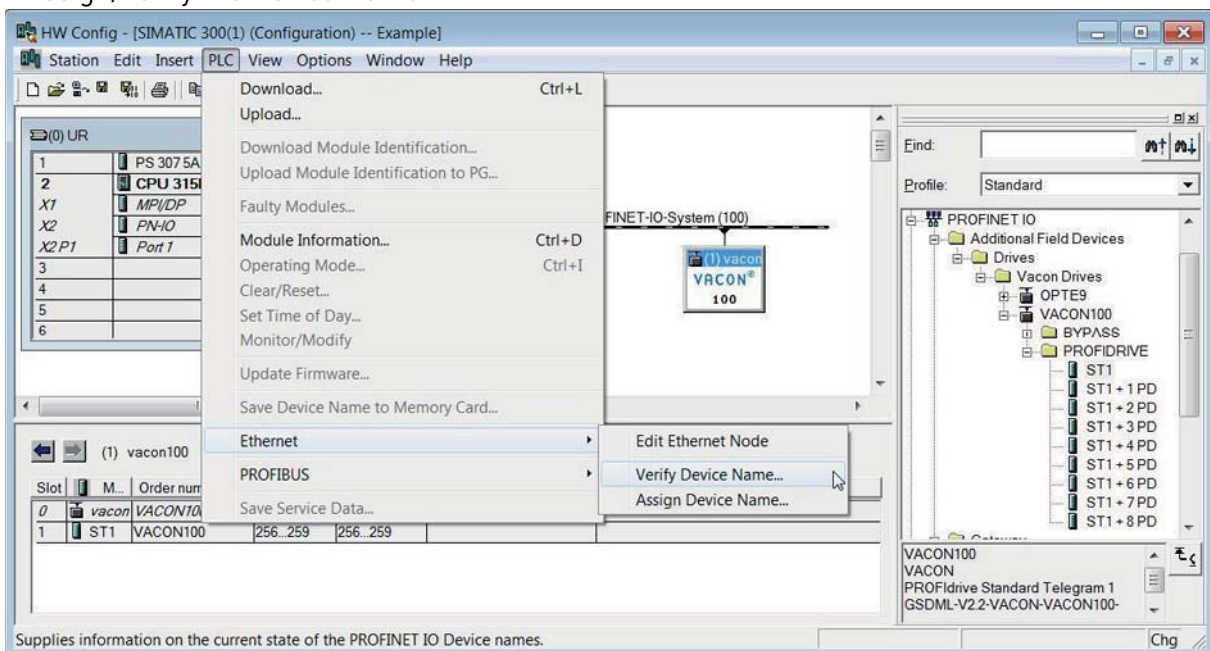 HW Config - [SIMATIC 300(1) (Configuration) -- Example]
Station Edit Insert PLC View Options Window Help
Download... Ctrl+L
Upload...
Download Module Identification...
Upload Module Identification to PG...
Faulty Modules...
Module Information... Ctrl+D
Operating Mode... Ctrl+I
Clear/Reset...
Set Time of Day...
Monitor/Modify
Update Firmware...
Save Device Name to Memory Card...
Ethernet
PROFIBUS
Save Service Data...
Edit Ethernet Node
Verify Device Name...
Assign Device Name...
(0) UR
1 PS 307 5A
2 CPU 315
X1 MPI/DP
X2 PN-IO
X2 P1 Port 1
3
4
5
6
FINET-IO-System (100)
(1) vacon
VACON®
100
Find:
Profile: Standard
PROFINET IO
Additional Field Devices
Drives
Vacon Drives
OPTE9
VACON100
BYPASS
PROFIDRIVE
ST1
ST1 + 1 PD
ST1 + 2 PD
ST1 + 3 PD
ST1 + 4 PD
ST1 + 5 PD
ST1 + 6 PD
ST1 + 7 PD
ST1 + 8 PD
VACON100
VACON
PROFIdrive Standard Telegram 1
GSDML-V2.2-VACON-VACON100-
(1) vacon100
Slot M... Order num
0 vacon VACON10
1 ST1 VACON100 256...259 256...259
Supplies information on the current state of the PROFINET IO Device names. Chg